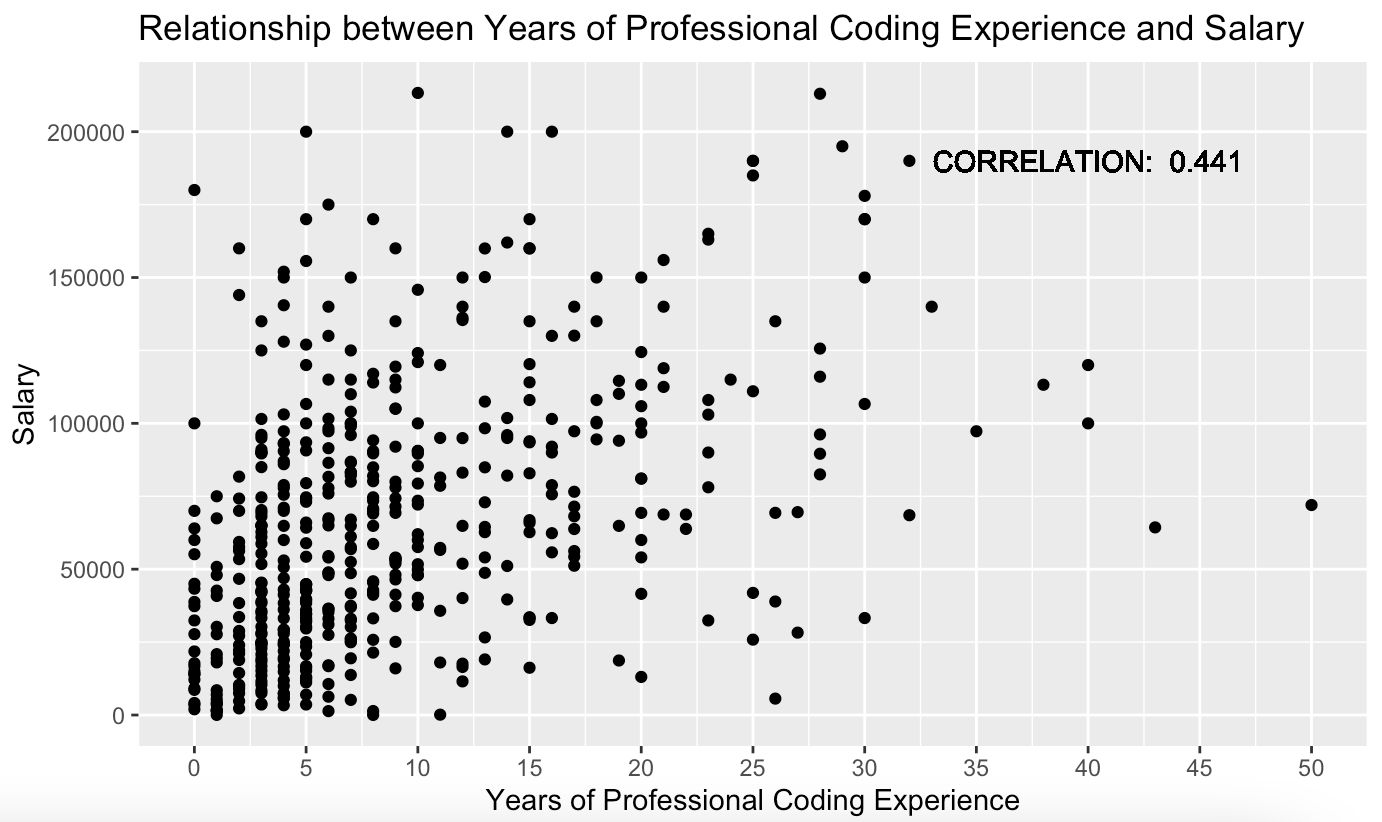 Relationship between Years of Professional Coding Experience and Salary
200000
CORRELATION: 0.441
150000
Salary
100000
50000
0
0 5 10 15 20 25 30 35 40 45 50
Years of Professional Coding Experience